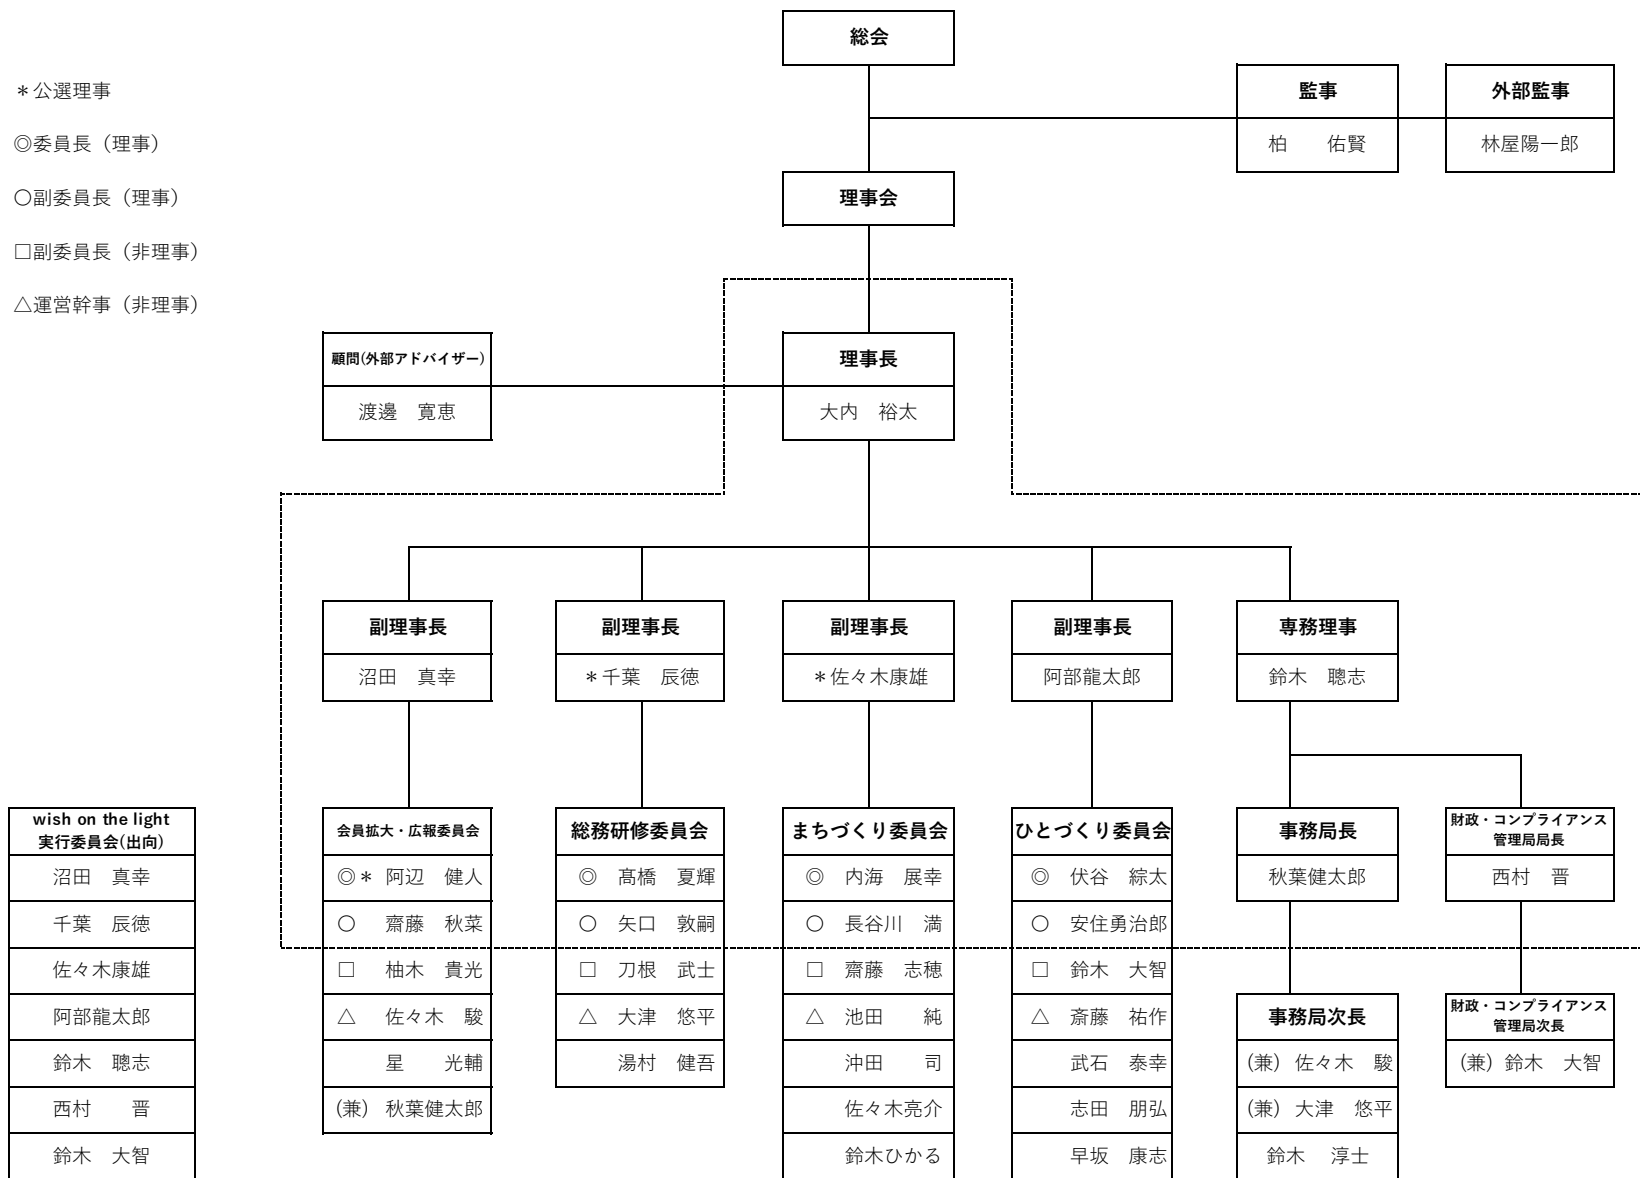 総会
＊公選理事
◎委員長（理事）
〇副委員長（理事）
□副委員長（非理事）
△運営幹事（非理事）
監事
柏　　佑賢
外部監事
林屋陽一郎
理事会
顧問(外部アドバイザー)
渡邊　寛恵
理事長
大内　裕太
副理事長
沼田　真幸
副理事長
＊千葉　辰徳
副理事長
＊佐々木康雄
副理事長
阿部龍太郎
専務理事
鈴木　聰志
wish on the light
実行委員会(出向)
沼田　真幸
千葉　辰徳
佐々木康雄
阿部龍太郎
鈴木　聰志
西村　　晋
鈴木　大智
会員拡大・広報委員会
◎＊ 阿辺　健人
〇　齋藤　秋菜
□　柚木　貴光
△　佐々木　駿
星　　光輔
(兼)　秋葉健太郎
総務研修委員会
◎　髙橋　夏輝
〇　矢口　敦嗣
□　刀根　武士
△　大津　悠平
湯村　健吾
まちづくり委員会
◎　内海　展幸
〇　長谷川　満
□　齋藤　志穂
△　池田　　純
沖田　　司
佐々木亮介
鈴木ひかる
ひとづくり委員会
◎　伏谷　綜太
〇　安住勇治郎
□　鈴木　大智
△　斎藤　祐作
武石　泰幸
志田　朋弘
早坂　康志
事務局長
秋葉健太郎
事務局次長
(兼)　佐々木　駿
(兼)　大津　悠平
鈴木　淳士
財政・コンプライアンス
管理局局長
西村　晋
財政・コンプライアンス
管理局次長
(兼)　鈴木　大智